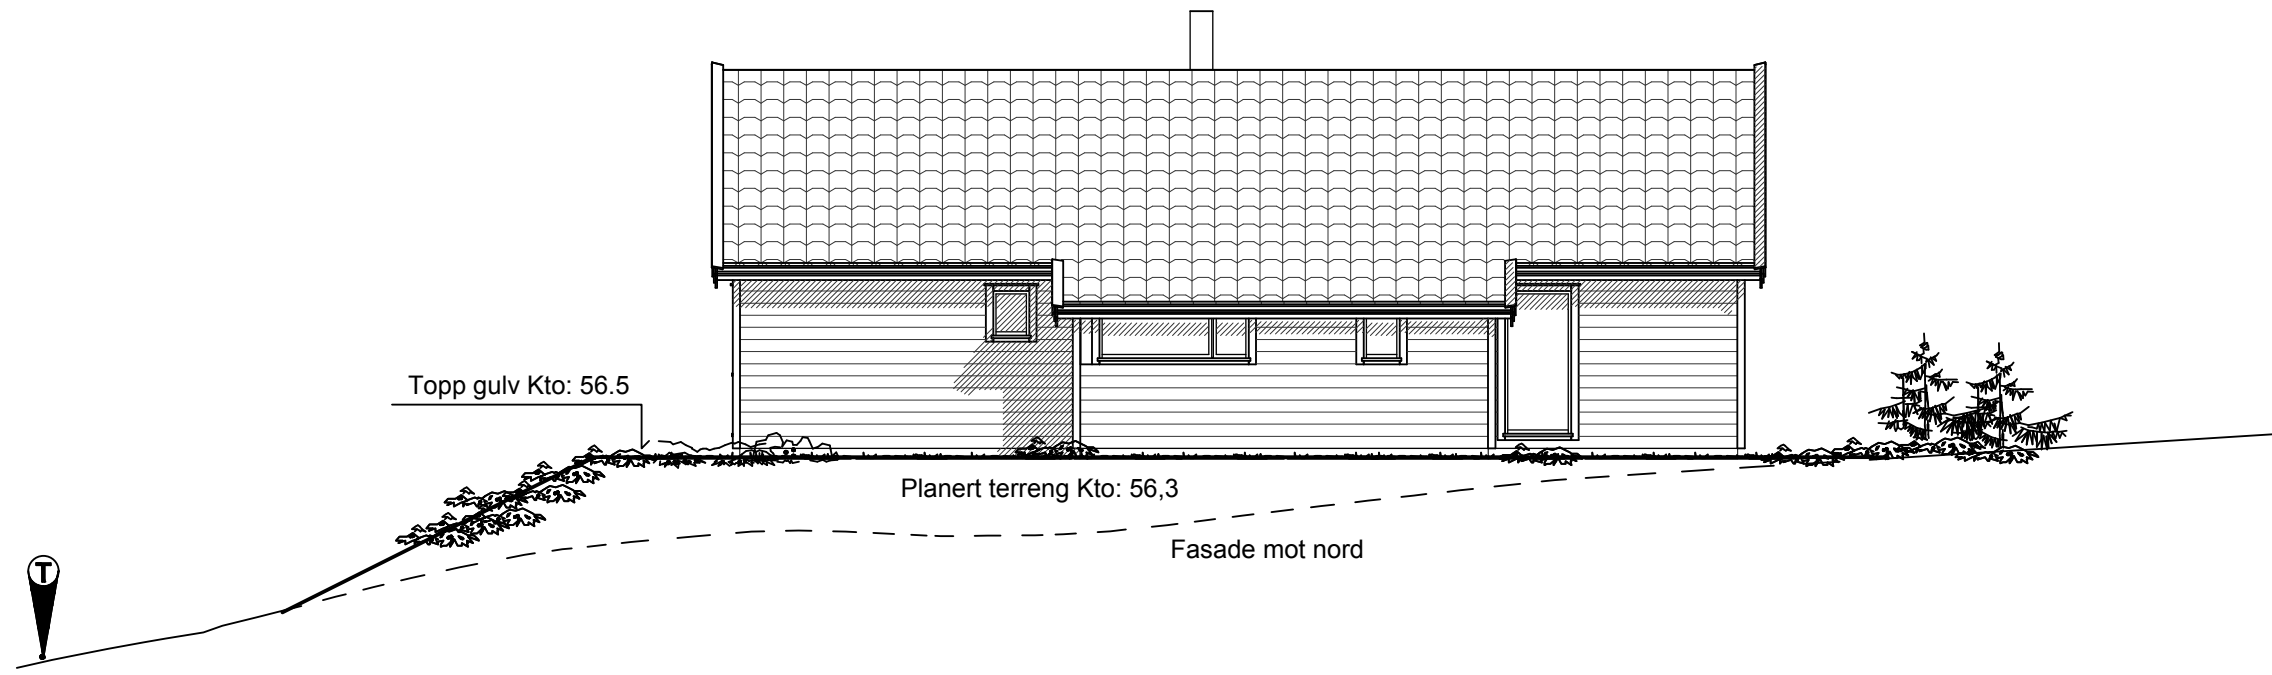 Topp gulv Kto: 56.5
Planert terreng Kto: 56,3
Fasade mot nord
T